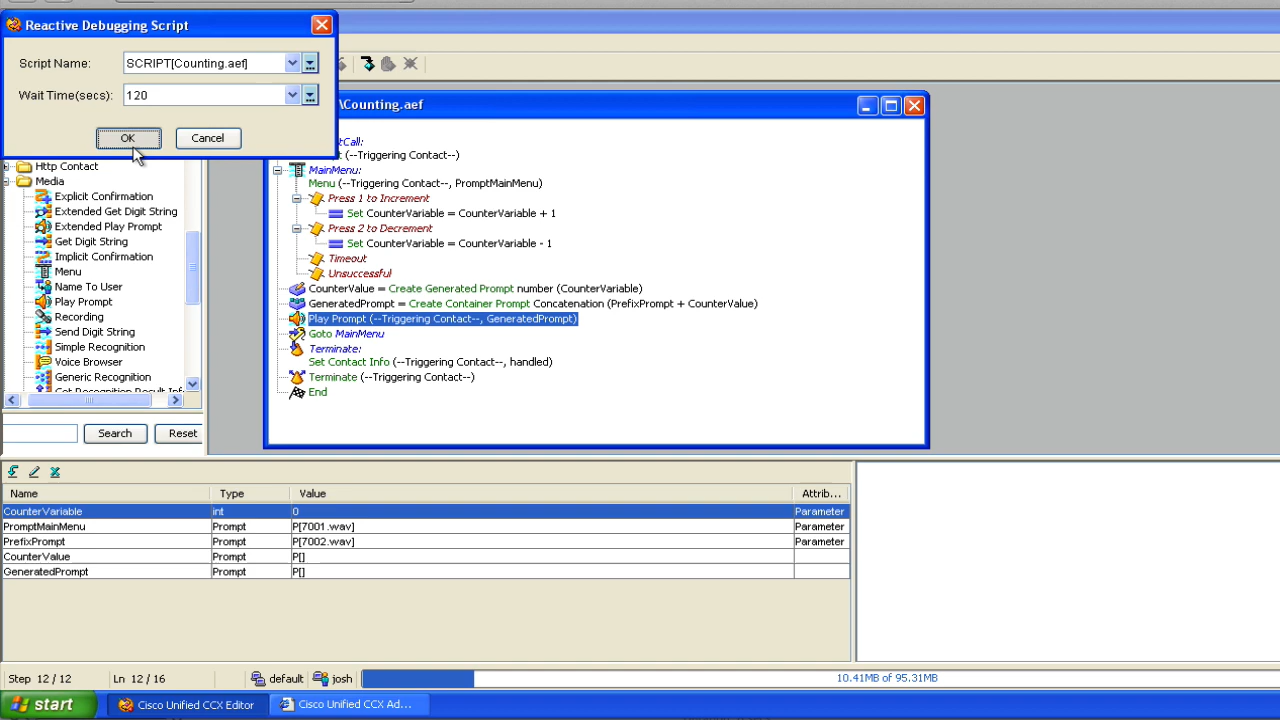 Reactive Debugging Script
Script Name: SCRIPT[Counting.aef]
Wait Time(secs): 120
OK Cancel
\Counting.aef
Http Contact
Media
Explicit Confirmation
Extended Get Digit String
Extended Play Prompt
Get Digit String
Implicit Confirmation
Menu
Name To User
Play Prompt
Recording
Send Digit String
Simple Recognition
Voice Browser
Generic Recognition
Get Recognition Result Inf
Search Reset
tCall:
t (--Triggering Contact--)
MainMenu:
Menu (--Triggering Contact--, PromptMainMenu)
Press 1 to Increment
Set CounterVariable = CounterVariable + 1
Press 2 to Decrement
Set CounterVariable = CounterVariable - 1
Timeout
Unsuccessful
CounterValue = Create Generated Prompt number (CounterVariable)
GeneratedPrompt = Create Container Prompt Concatenation (PrefixPrompt + CounterValue)
Play Prompt (--Triggering Contact--, GeneratedPrompt)
Goto MainMenu
Terminate:
Set Contact Info (--Triggering Contact--, handled)
Terminate (--Triggering Contact--)
End
Name Type Value Attrib...
CounterVariable int 0 Parameter
PromptMainMenu Prompt P[7001.wav] Parameter
PrefixPrompt Prompt P[7002.wav] Parameter
CounterValue Prompt P[]
GeneratedPrompt Prompt P[]
Step 12 / 12 Ln 12 / 16 default josh 10.41MB of 95.31MB
start Cisco Unified CCX Editor Cisco Unified CCX Ad...